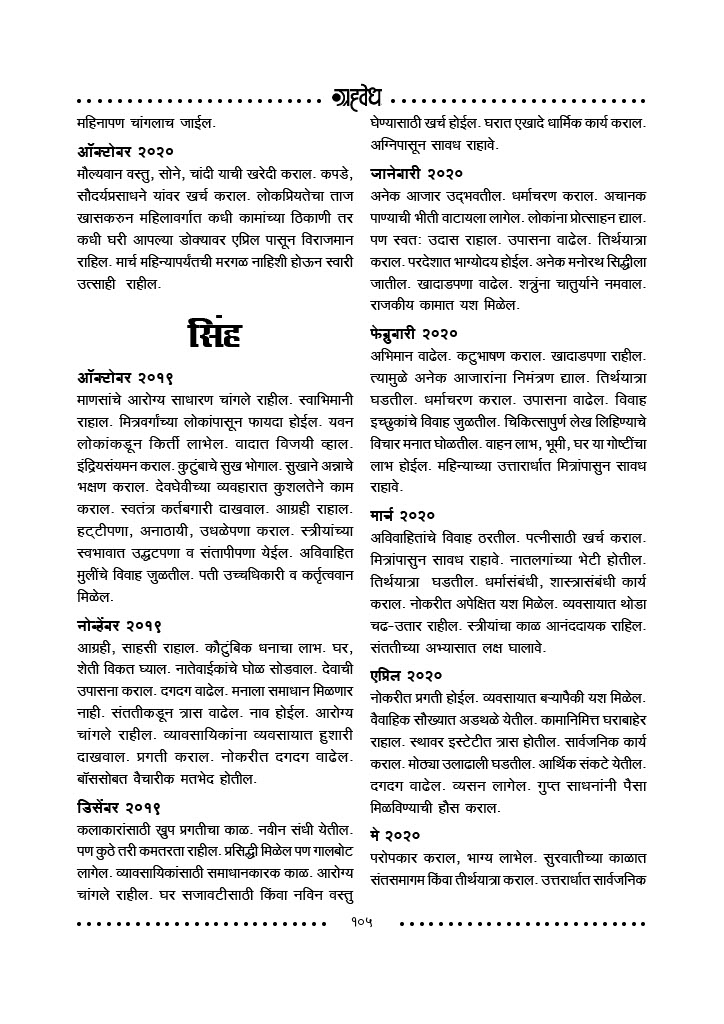 ग्रहवेध
महिनापण चांगलाच जाईल.
ऑक्टोबर २०२०
मौल्यवान वस्तु, सोने, चांदी याची खरेदी कराल. कपडे,
सौदर्यप्रसाधने यांवर खर्च कराल. लोकप्रियतेचा ताज
खासकरुन महिलावर्गात कधी कामांच्या ठिकाणी तर
कधी घरी आपल्या डोक्यावर एप्रिल पासून विराजमान
राहिल. मार्च महिन्यापर्यंतची मरगळ नाहिशी होऊन स्वारी
उत्साही राहील.
सिंह
ऑक्टोबर २०१९
माणसांचे आरोग्य साधारण चांगले राहील. स्वाभिमानी
राहाल. मित्रवर्गांच्या लोकांपासून फायदा होईल. यवन
लोकांकडून किर्ती लाभेल. वादात विजयी व्हाल.
इंद्रियसंयमन कराल. कुटुंबाचे सुख भोगाल. सुखाने अन्नाचे
भक्षण कराल. देवघेवीच्या व्यवहारात कुशलतेने काम
कराल. स्वतंत्र कर्तबगारी दाखवाल. आग्रही राहाल.
हट्टीपणा, अनाठायी, उधळेपणा कराल. स्त्रीयांच्या
स्वभावात उद्धटपणा व संतापीपणा येईल. अविवाहित
मुलींचे विवाह जुळतील. पती उच्चधिकारी व कर्तृत्ववान
मिळेल.
नोव्हेंबर २०१९
आग्रही, साहसी राहाल. कौटुंबिक धनाचा लाभ. घर,
शेती विकत घ्याल. नातेवाईकांचे घोळ सोडवाल. देवाची
उपासना कराल. दगदग वाढेल. मनाला समाधान मिळणार
नाही. संततीकडून त्रास वाढेल. नाव होईल. आरोग्य
चांगले राहील. व्यावसायिकांना व्यवसायात हुशारी
दाखवाल. प्रगती कराल. नोकरीत दगदग वाढेल.
बॉससोबत वैचारीक मतभेद होतील.
डिसेंबर २०१९
कलाकारांसाठी खुप प्रगतीचा काळ. नवीन संधी येतील.
पण कुठे तरी कमतरता राहील. प्रसिद्धी मिळेल पण गालबोट
लागेल. व्यावसायिकांसाठी समाधानकारक काळ. आरोग्य
चांगले राहील. घर सजावटीसाठी किंवा नविन वस्तु
घेण्यासाठी खर्च होईल. घरात एखादे धार्मिक कार्य कराल.
अग्निपासून सावध राहावे.
जानेवारी २०२०
अनेक आजार उद्‌भवतील. धर्माचरण कराल. अचानक
पाण्याची भीती वाटायला लागेल. लोकांना प्रोत्साहन द्याल.
पण स्वतः उदास राहाल. उपासना वाढेल. तिर्थयात्रा
कराल. परदेशात भाग्योदय होईल. अनेक मनोरथ सिद्धीला
जातील. खादाडपणा वाढेल. शत्रुंना चातुर्याने नमवाल.
राजकीय कामात यश मिळेल.
फेब्रुवारी २०२०
अभिमान वाढेल. कटुभाषण कराल. खादाडपणा राहील.
त्यामुळे अनेक आजारांना निमंत्रण द्याल. तिर्थयात्रा
घडतील. धर्माचरण कराल. उपासना वाढेल. विवाह
इच्छुकांचे विवाह जुळतील. चिकित्सापुर्ण लेख लिहिण्याचे
विचार मनात घोळतील. वाहन लाभ, भूमी, घर या गोष्टींचा
लाभ होईल. महिन्याच्या उत्तारार्धात मित्रांपासुन सावध
राहावे.
मार्च २०२०
अविवाहितांचे विवाह ठरतील. पत्नीसाठी खर्च कराल.
मित्रांपासुन सावध राहावे. नातलगांच्या भेटी होतील.
तिर्थयात्रा घडतील. धर्मासंबंधी, शास्त्रासंबंधी कार्य
कराल. नोकरीत अपेक्षित यश मिळेल. व्यवसायात थोडा
चढ-उतार राहील. स्त्रीयांचा काळ आनंददायक राहिल.
संततीच्या अभ्यासात लक्ष घालावे.
एप्रिल २०२०
नोकरीत प्रगती होईल. व्यवसायात बऱ्यापैकी यश मिळेल.
वैवाहिक सौख्यात अडथळे येतील. कामानिमित्त घराबाहेर
राहाल. स्थावर इस्टेटीत त्रास होतील. सार्वजनिक कार्य
कराल. मोठ्या उलाढाली घडतील. आर्थिक संकटे येतील.
दगदग वाढेल. व्यसन लागेल. गुप्त साधनांनी पैसा
मिळविण्याची हौस कराल.
मे २०२०
परोपकार कराल, भाग्य लाभेल. सुरवातीच्या काळात
संतसमागम किंवा तीर्थयात्रा कराल. उत्तरार्धात सार्वजनिक
१०५